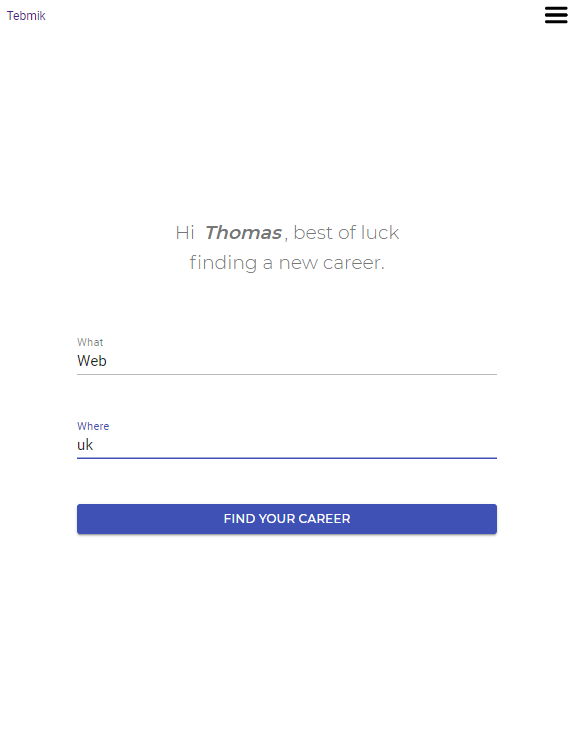 Tebmik
Hi Thomas, best of luck
finding a new career.
What
Web
Where
uk
FIND YOUR CAREER